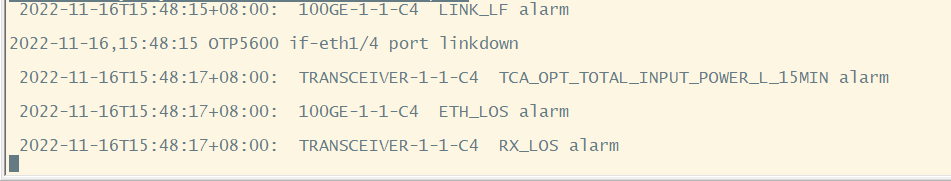 2022-11-16T15:48:15+08:00:  100GE-1-1-C4  LINK_LF alarm
2022-11-16,15:48:15 OTP5600 if-eth1/4 port linkdown
2022-11-16T15:48:17+08:00:  TRANSCEIVER-1-1-C4  TCA_OPT_TOTAL_INPUT_POWER_L_15MIN alarm
2022-11-16T15:48:17+08:00:  100GE-1-1-C4  ETH_LOS alarm
2022-11-16T15:48:17+08:00:  TRANSCEIVER-1-1-C4  RX_LOS alarm